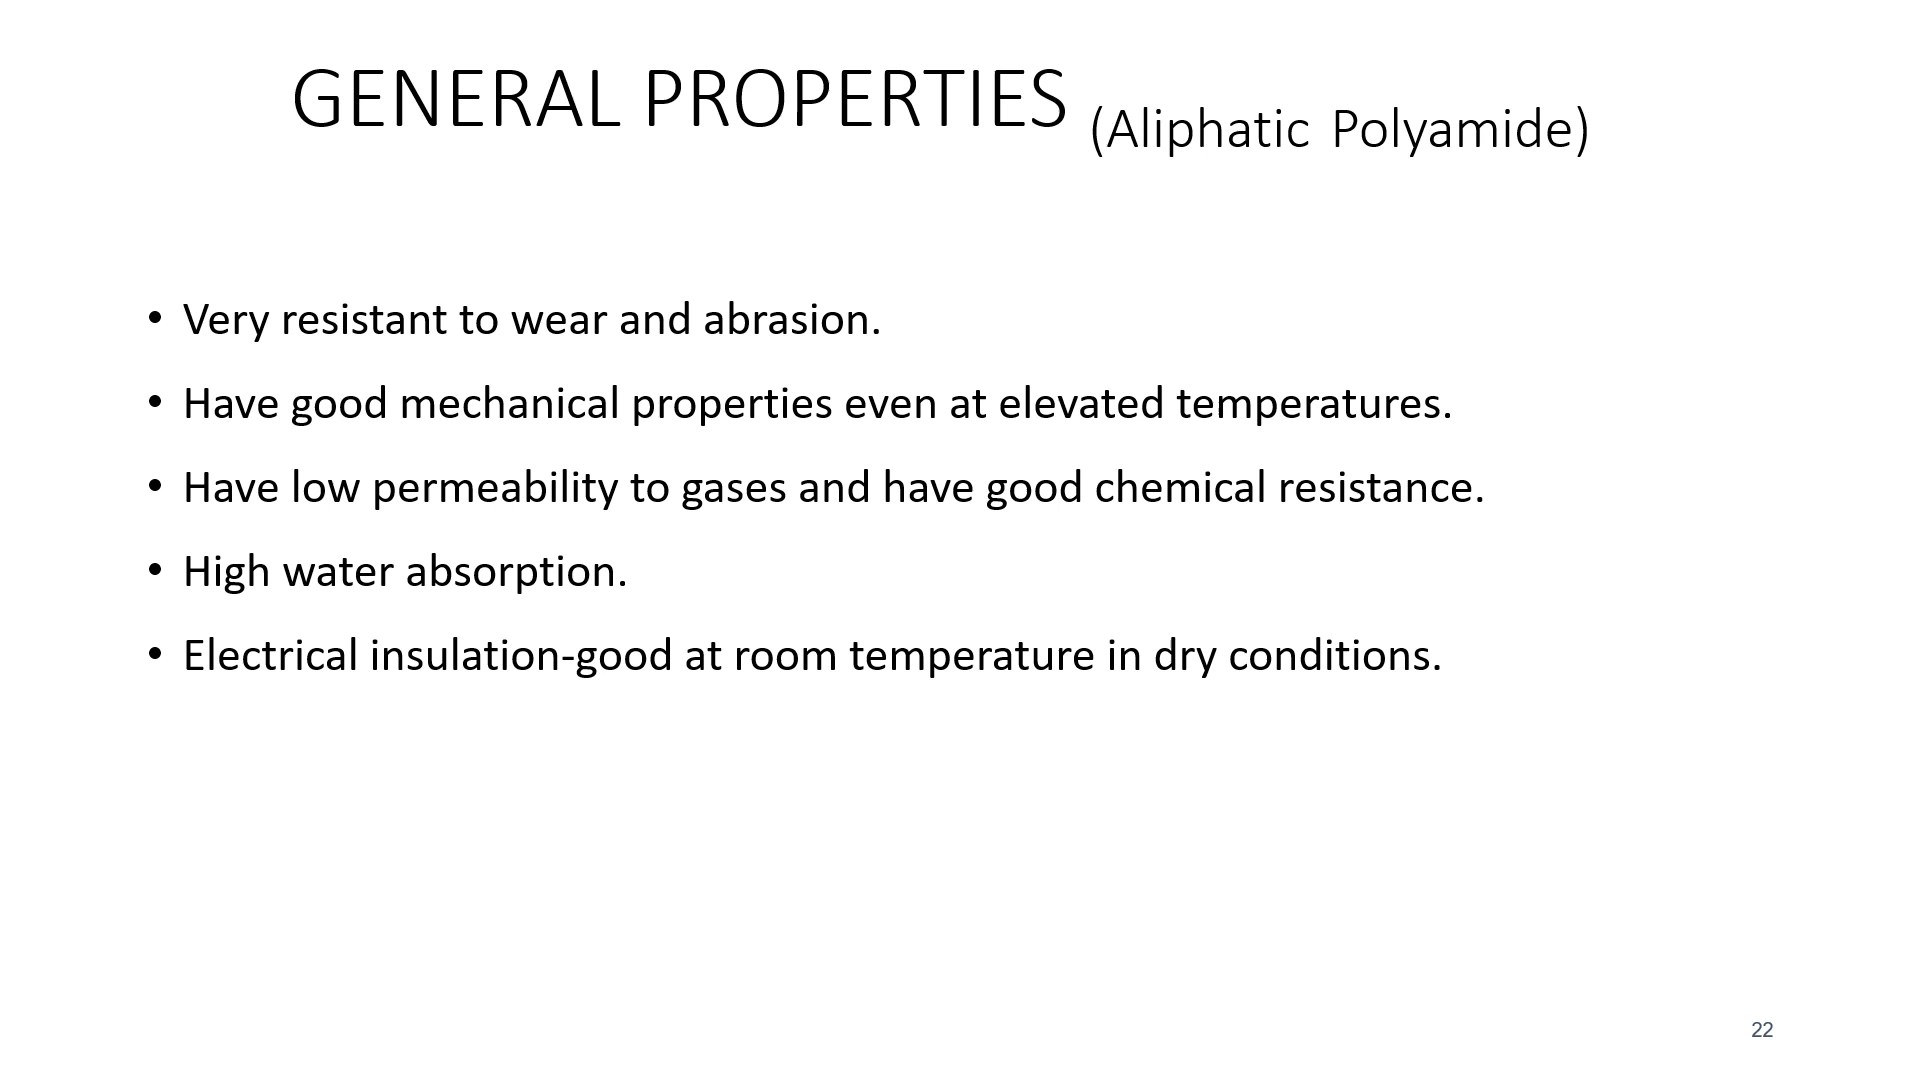 GENERAL PROPERTIES (Aliphatic Polyamide)
• Very resistant to wear and abrasion.
• Have good mechanical properties even at elevated temperatures.
• Have low permeability to gases and have good chemical resistance.
• High water absorption.
• Electrical insulation-good at room temperature in dry conditions.
22